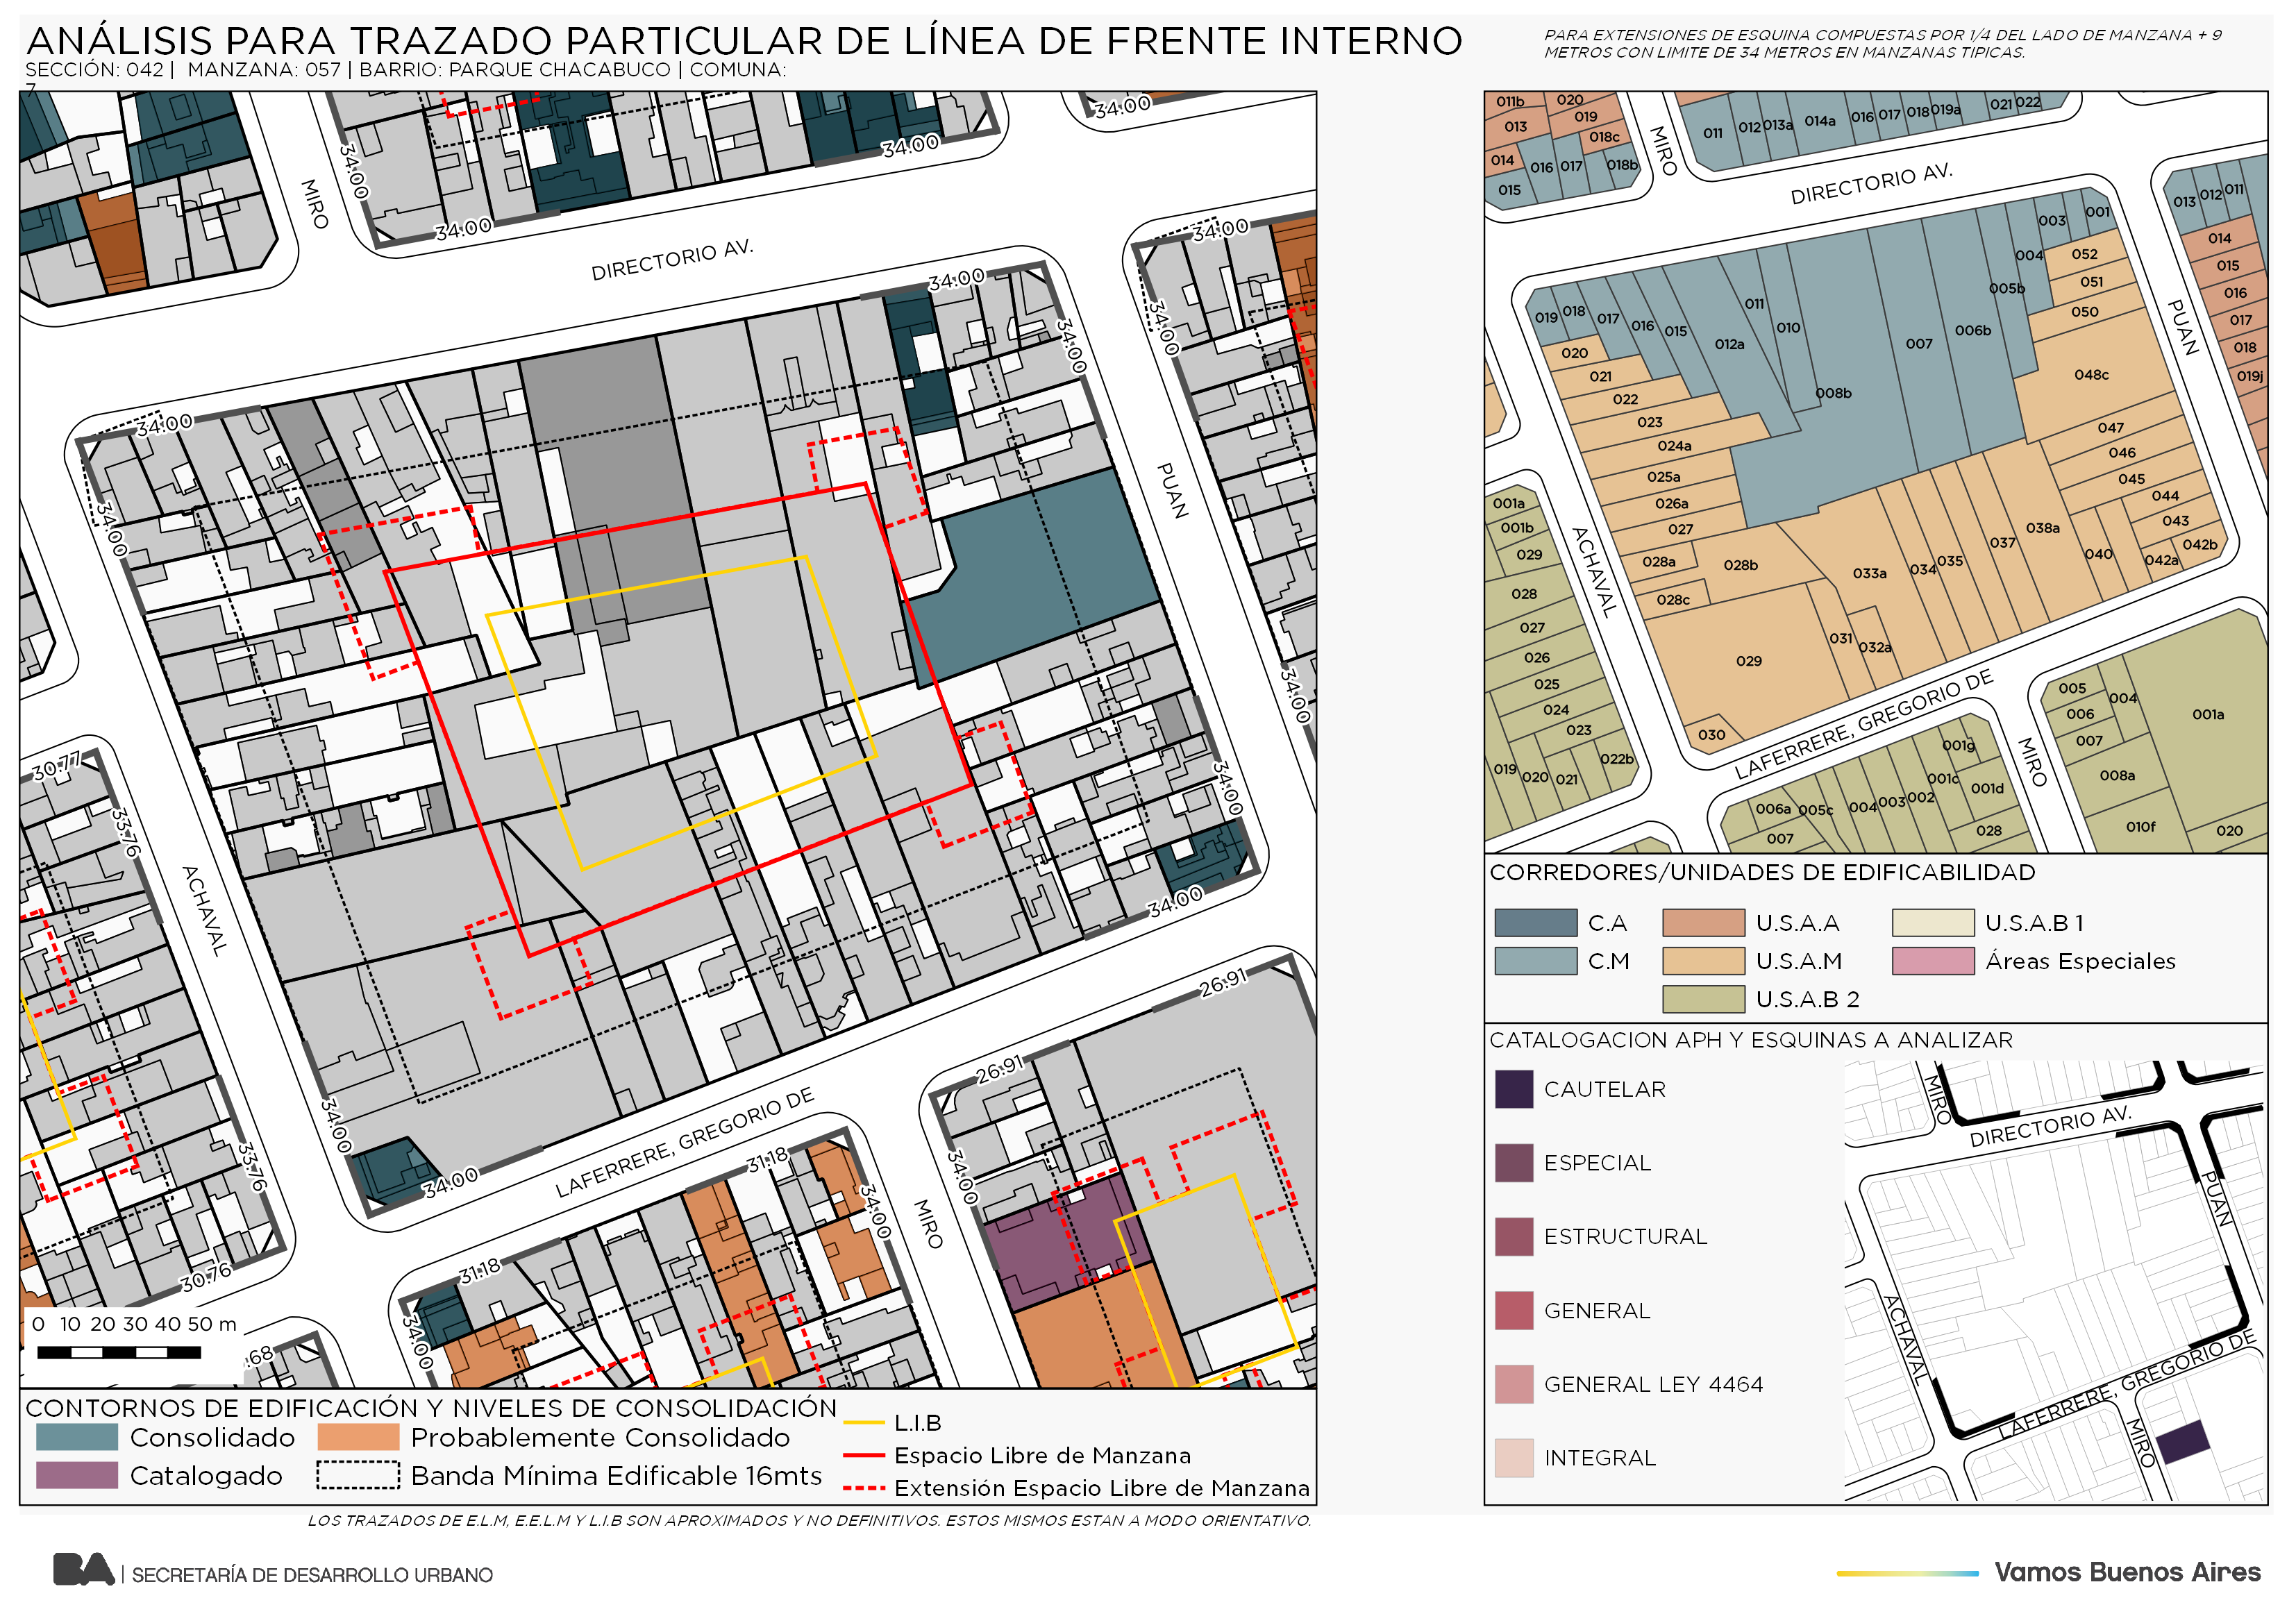 ANÁLISIS PARA TRAZADO PARTICULAR DE LÍNEA DE FRENTE INTERNO
SECCIÓN: 042 | MANZANA: 057 | BARRIO: PARQUE CHACABUCO | COMUNA:
7
PARA EXTENSIONES DE ESQUINA COMPUESTAS POR 1/4 DEL LADO DE MANZANA + 9
METROS CON LIMITE DE 34 METROS EN MANZANAS TIPICAS.
34.00
34.00
34.00
34.00
MIRO
DIRECTORIO AV.
34.00
34.00
34.00
34.00
34.00
34.00
PUAN
34.00
34.00
30.77
33.76
ACHAVAL
34.00
34.00
34.00
34.00
33.76
30.76
LAFERRERE, GREGORIO DE
26.91
26.91
34.00
MIRO
31.18
34.00
31.18
34.00
.68
0 10 20 30 40 50 m
CONTORNOS DE EDIFICACIÓN Y NIVELES DE CONSOLIDACIÓN
Consolidado
Probablemente Consolidado
Catalogado
Banda Mínima Edificable 16mts
L.I.B
Espacio Libre de Manzana
Extensión Espacio Libre de Manzana
LOS TRAZADOS DE E.L.M, E.E.L.M Y L.I.B SON APROXIMADOS Y NO DEFINITIVOS. ESTOS MISMOS ESTAN A MODO ORIENTATIVO.
011b 020
013 019
018c
014 016 017 018b
015
MIRO
011 012 013a 014a 016 017 018 019a 021 022
DIRECTORIO AV.
013 012 011
014
015
016
017
018
019j
PUAN
019 018 017 016 015 012a 011 010 008b 007 006b 005b 004 003 001
052
051
050
048c
047
046
045
044
043
042b
042a
040
038a
037
035
034
033a
032a
031
030
029
028c
028b
028a
027
026a
025a
024a
023
022
021
020
ACHAVAL
001a
001b
029
028
027
026
025
024
023
022b
021
020
019
LAFERRERE, GREGORIO DE
MIRO
006a 005c 004 003 002 001c 001g
001d
028
007
005
004
006
007
008a
010f
001a
020
CORREDORES/UNIDADES DE EDIFICABILIDAD
C.A
U.S.A.A
U.S.A.B 1
C.M
U.S.A.M
Áreas Especiales
U.S.A.B 2
CATALOGACION APH Y ESQUINAS A ANALIZAR
CAUTELAR
ESPECIAL
ESTRUCTURAL
GENERAL
GENERAL LEY 4464
INTEGRAL
MIRO
DIRECTORIO AV.
PUAN
ACHAVAL
LAFERRERE, GREGORIO DE
MIRO
BA | SECRETARÍA DE DESARROLLO URBANO
Vamos Buenos Aires